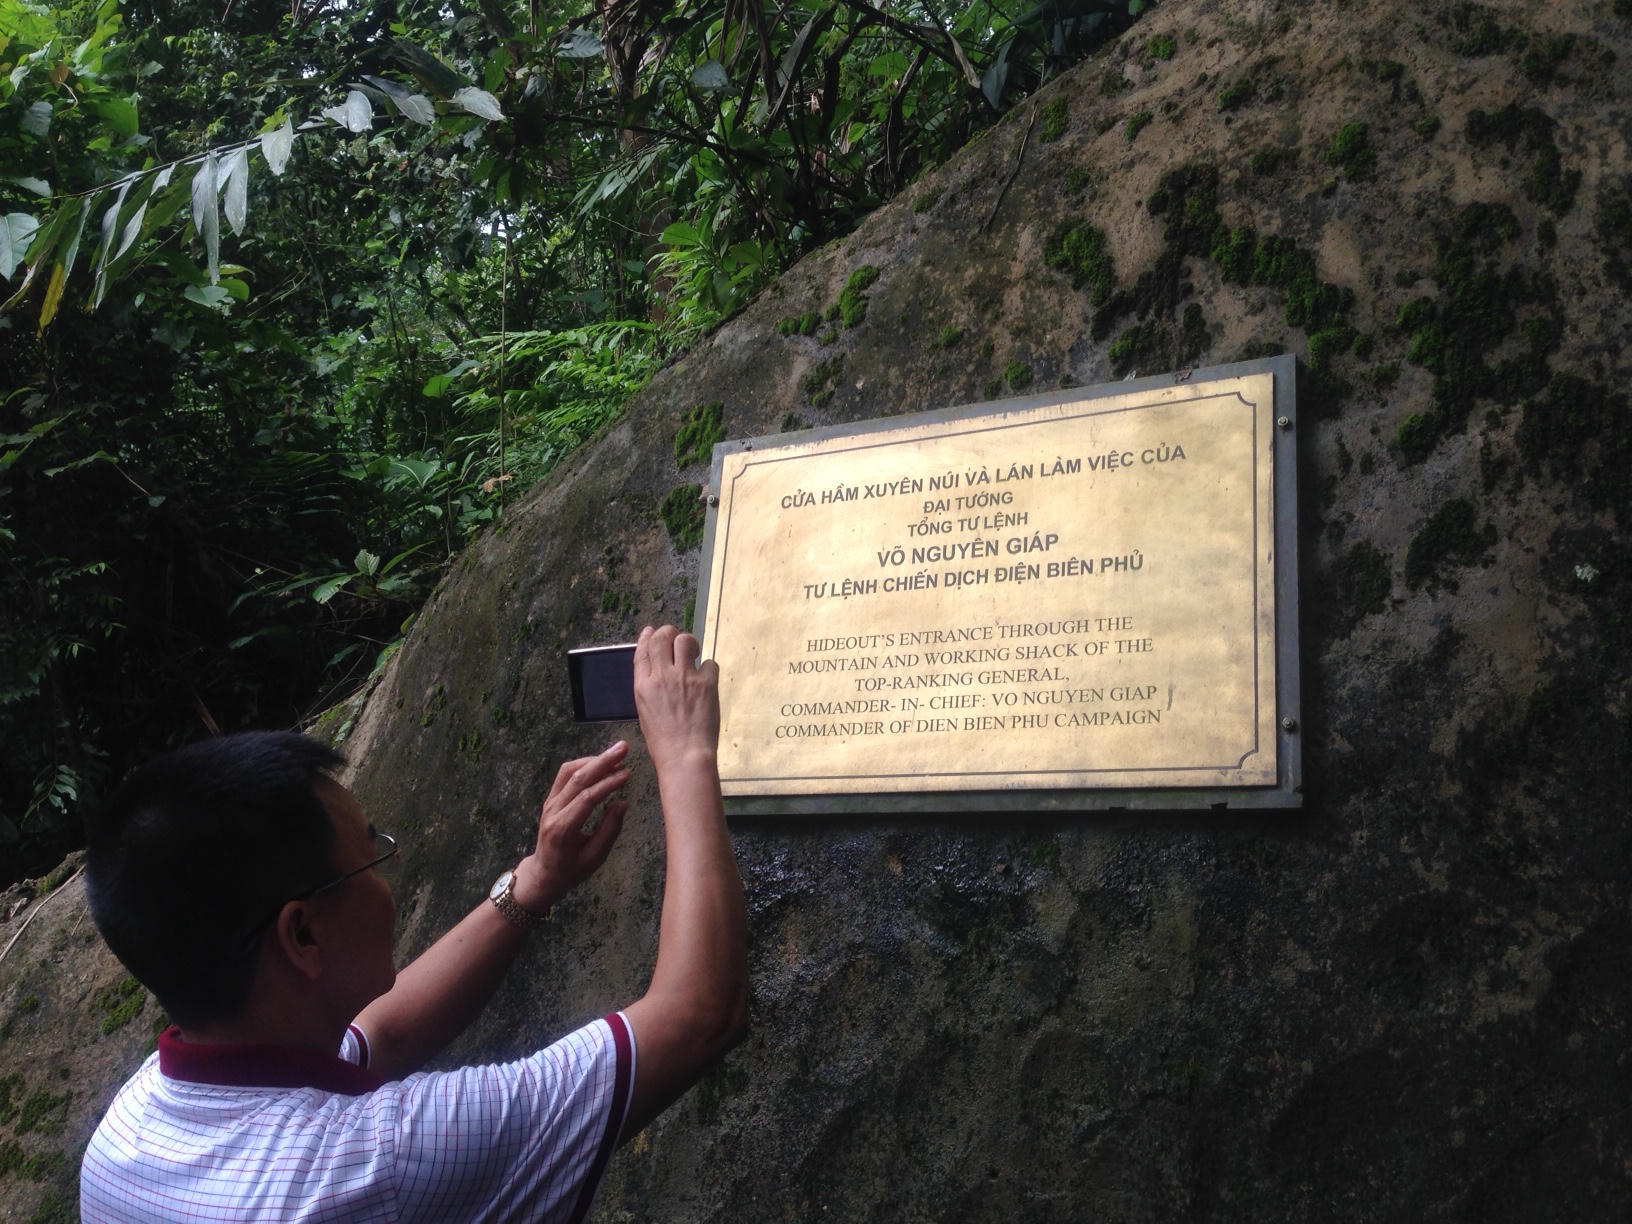 CỬA HẦM XUYÊN NÚI VÀ LÁN LÀM VIỆC CỦA
ĐẠI TƯỚNG
TỔNG TƯ LỆNH
VÕ NGUYÊN GIÁP
TƯ LỆNH CHIẾN DỊCH ĐIỆN BIÊN PHỦ
HIDEOUT'S ENTRANCE THROUGH THE
MOUNTAIN AND WORKING SHACK OF THE
TOP-RANKING GENERAL,
COMMANDER- IN- CHIEF: VO NGUYEN GIAP
COMMANDER OF DIEN BIEN PHU CAMPAIGN